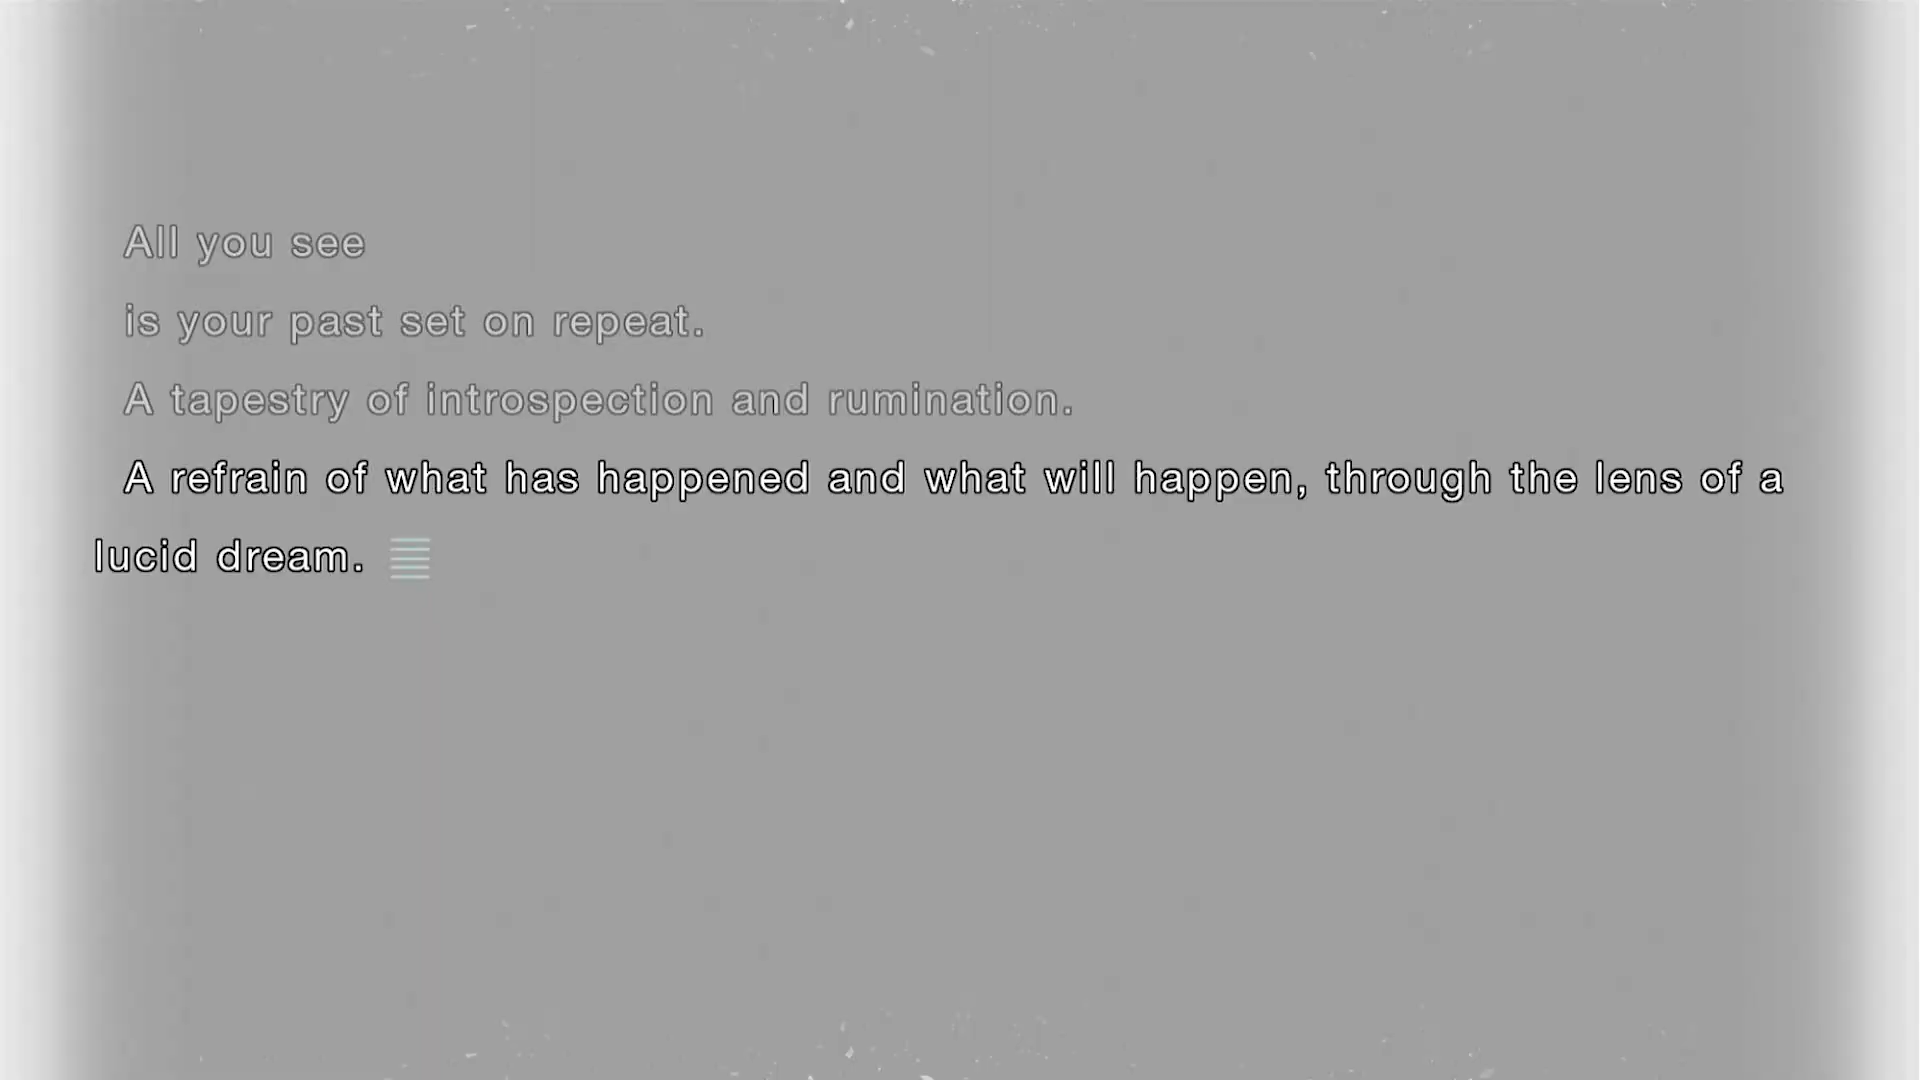 All you see
is your past set on repeat.
A tapestry of introspection and rumination.
A refrain of what has happened and what will happen, through the lens of a
lucid dream.